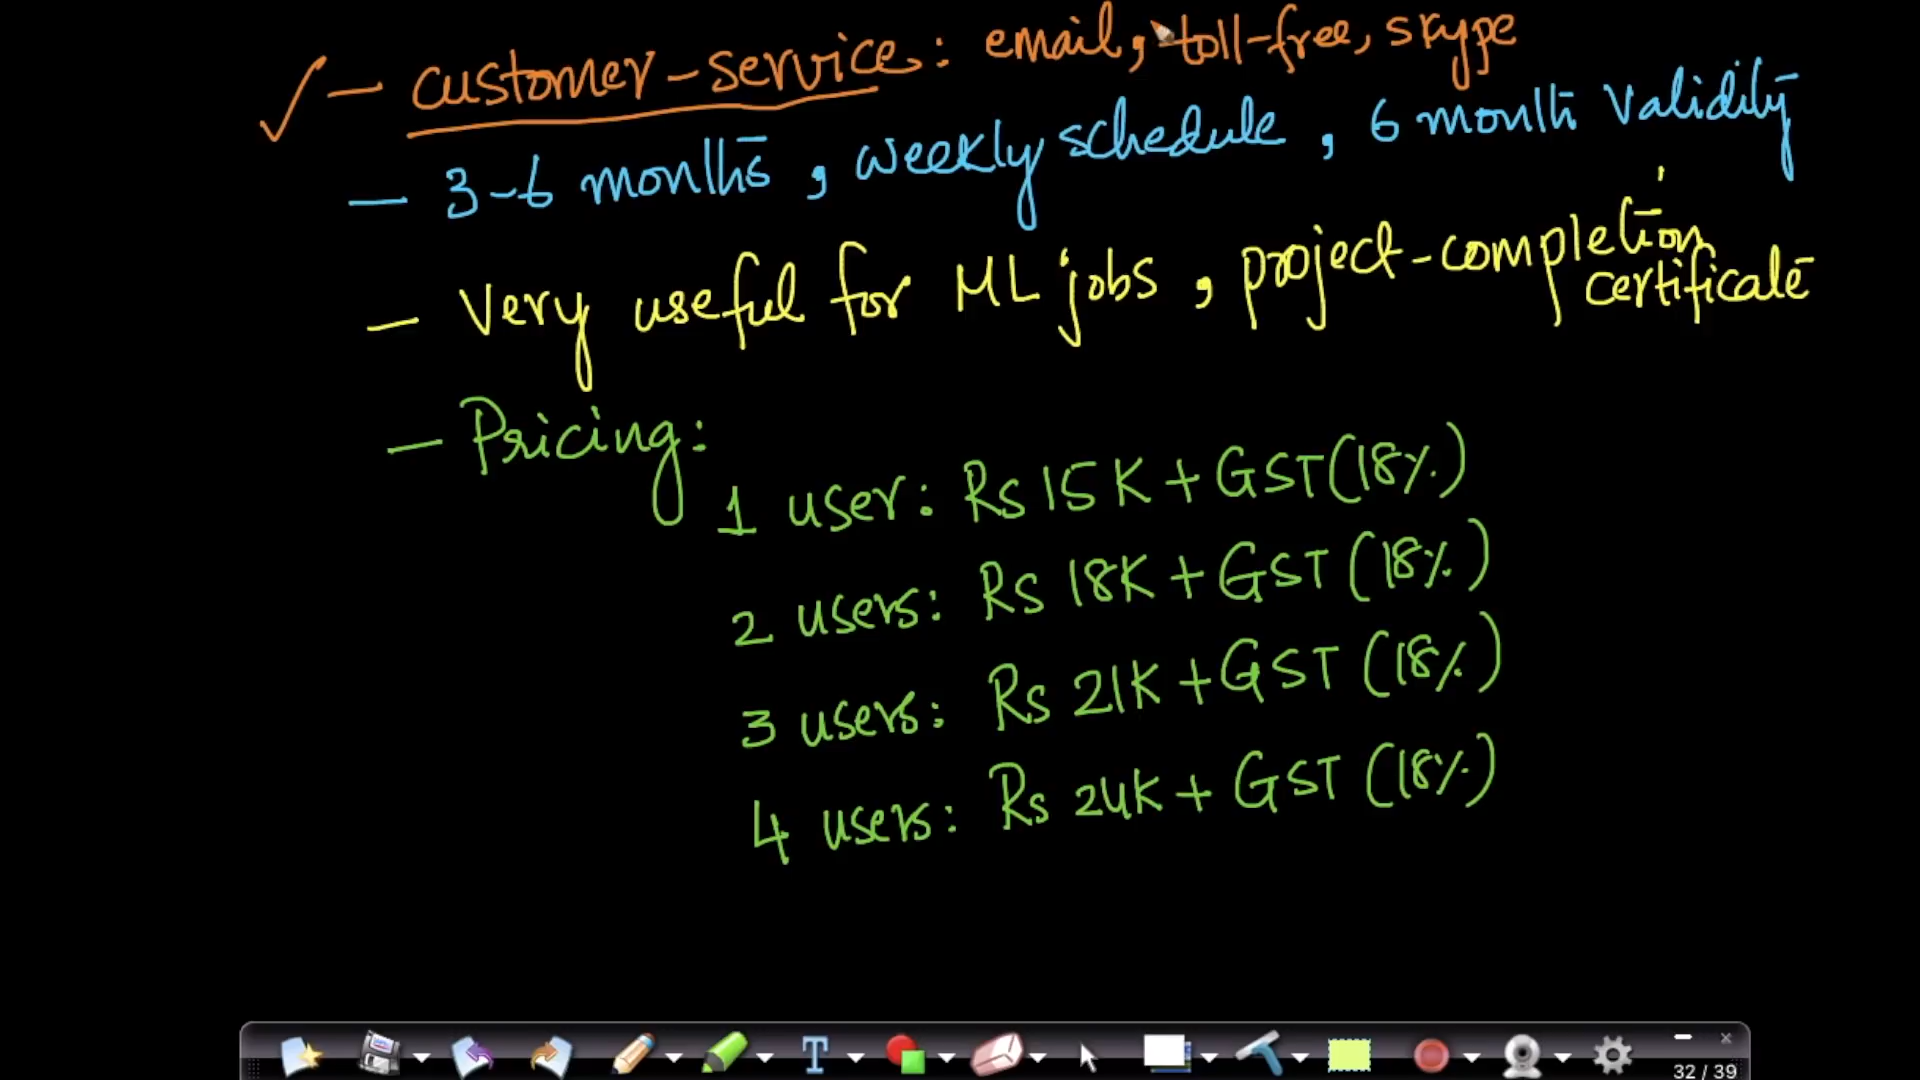 ✓ - customer-service: email, toll-free, skype
- 3-6 months, weekly schedule, 6 month validity
- Very useful for ML jobs, project-completion
certificate
- Pricing:
1 user: Rs 15K + GST (18%)
2 users: Rs 18K + GST (18%)
3 users: Rs 21K + GST (18%)
4 users: Rs 24K + GST (18%)
T
32 / 39